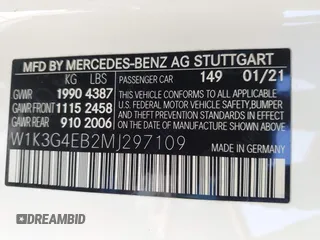 MFD BY MERCEDES-BENZ AG STUTTGART
KG LBS
GVWR 1990 4387
GAWR FRONT 1115 2458
GAWR REAR 910 2006
PASSENGER CAR 149 01/21
THIS VEHICLE CONFORMS TO ALL APPLICABLE
U.S. FEDERAL MOTOR VEHICLE SAFETY, BUMPER,
AND THEFT PREVENTION STANDARDS IN EFFECT
ON THE DATE OF MANUFACTURE SHOWN ABOVE.
W1K3G4EB2MJ297109
MADE IN GERMANY
DREAMBID